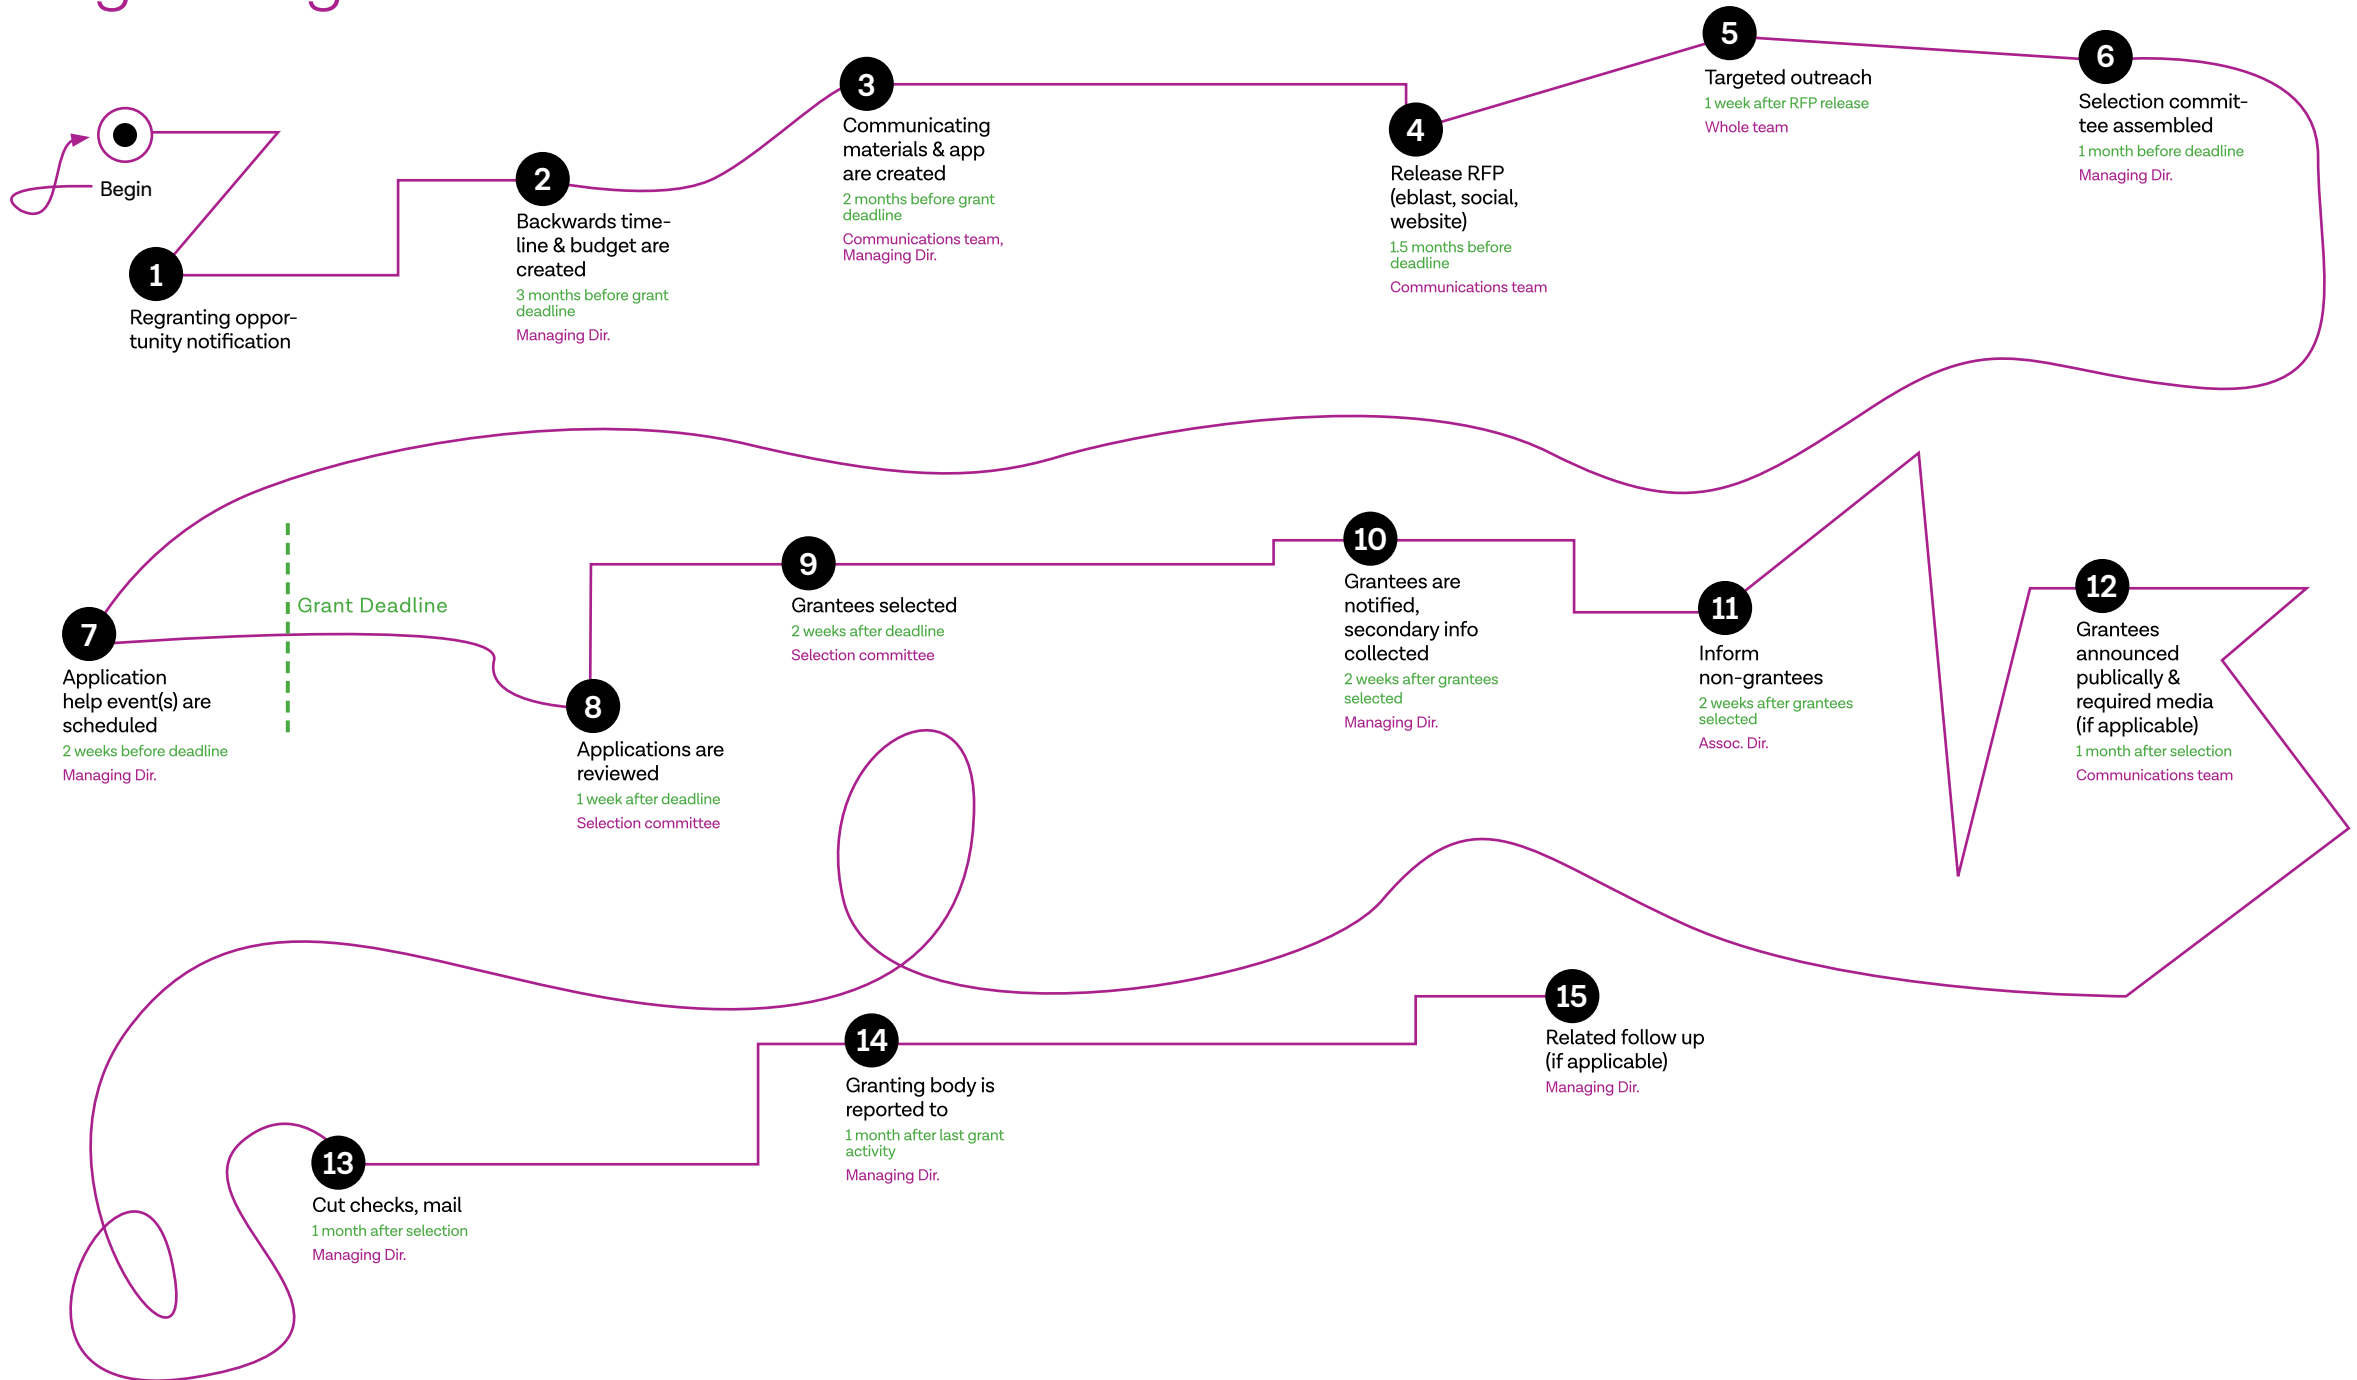 Begin
1
Regranting oppor-
tunity notification
2
Backwards time-
line & budget are
created
3 months before grant
deadline
Managing Dir.
3
Communicating
materials & app
are created
2 months before grant
deadline
Communications team,
Managing Dir.
4
Release RFP
(eblast, social,
website)
1.5 months before
deadline
Communications team
5
Targeted outreach
1 week after RFP release
Whole team
6
Selection commit-
tee assembled
1 month before deadline
Managing Dir.
7
Application
help event(s) are
scheduled
2 weeks before deadline
Managing Dir.
Grant Deadline
8
Applications are
reviewed
1 week after deadline
Selection committee
9
Grantees selected
2 weeks after deadline
Selection committee
10
Grantees are
notified,
secondary info
collected
2 weeks after grantees
selected
Managing Dir.
11
Inform
non-grantees
2 weeks after grantees
selected
Assoc. Dir.
12
Grantees
announced
publically &
required media
(if applicable)
1 month after selection
Communications team
13
Cut checks, mail
1 month after selection
Managing Dir.
14
Granting body is
reported to
1 month after last grant
activity
Managing Dir.
15
Related follow up
(if applicable)
Managing Dir.